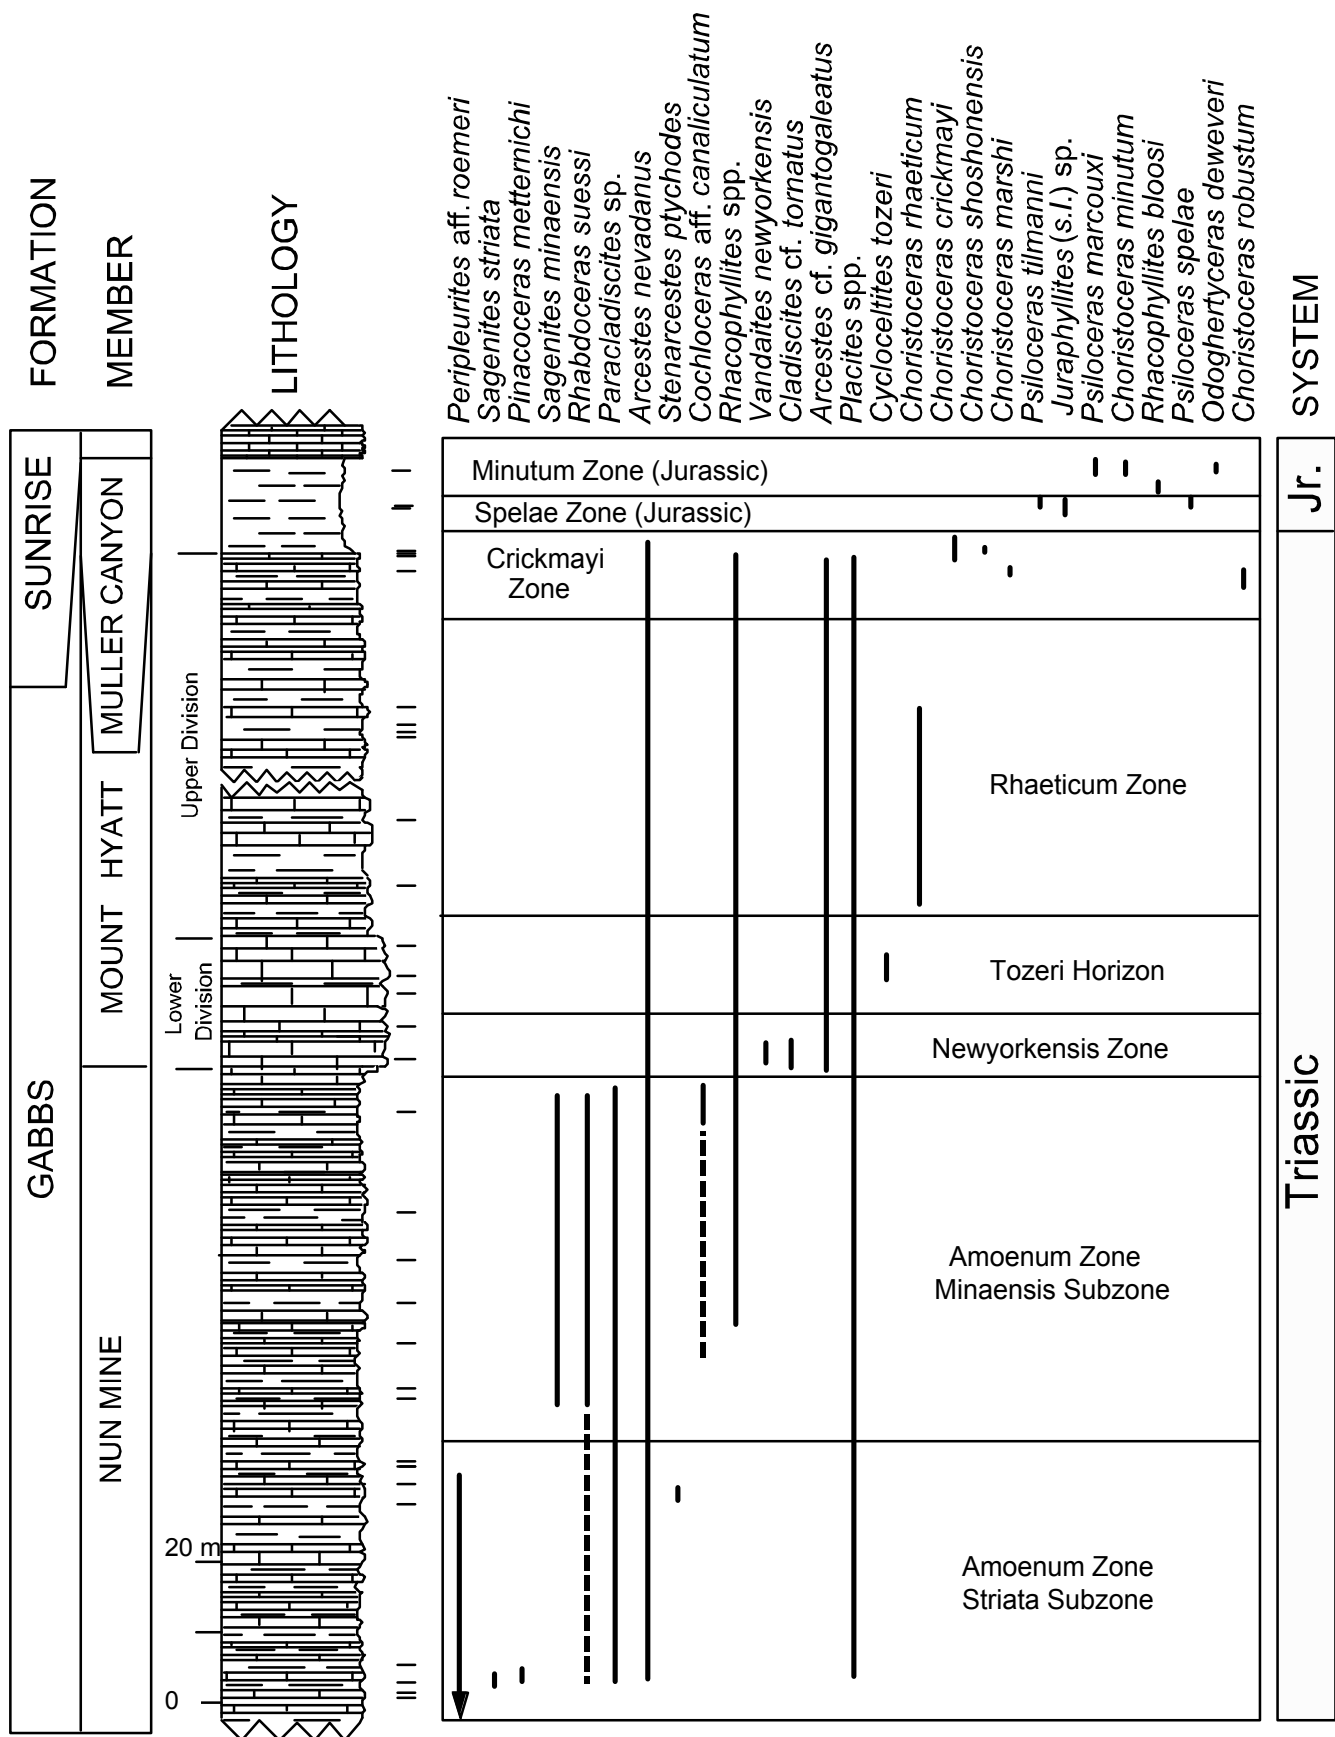 FORMATION
MEMBER
LITHOLOGY
Peripleurites aff. roemeri
Sagenites striata
Pinacoceras metternichi
Sagenites minaensis
Rhabdoceras suessi
Paracladiscites sp.
Arcestes nevadanus
Stenarcestes ptychodes
Cochloceras aff. canaliculatum
Rhacophyllites spp.
Vandaites newyorkensis
Cladiscites cf. tornatus
Arcestes cf. gigantogaleatus
Placites spp.
Cycloceltites tozeri
Choristoceras rhaeticum
Choristoceras crickmayi
Choristoceras shoshonensis
Choristoceras marshi
Psiloceras tilmanni
Juraphyllites (s.l.) sp.
Psiloceras marcouxi
Choristoceras minutum
Rhacophyllites bloosi
Psiloceras spelae
Odoghertyceras deweveri
Choristoceras robustum
SYSTEM
SUNRISE
GABBS
MULLER CANYON
MOUNT HYATT
NUN MINE
Upper Division
Lower
Division
20 m
0
Minutum Zone (Jurassic)
Spelae Zone (Jurassic)
Crickmayi
Zone
Rhaeticum Zone
Tozeri Horizon
Newyorkensis Zone
Amoenum Zone
Minaensis Subzone
Amoenum Zone
Striata Subzone
Jr.
Triassic